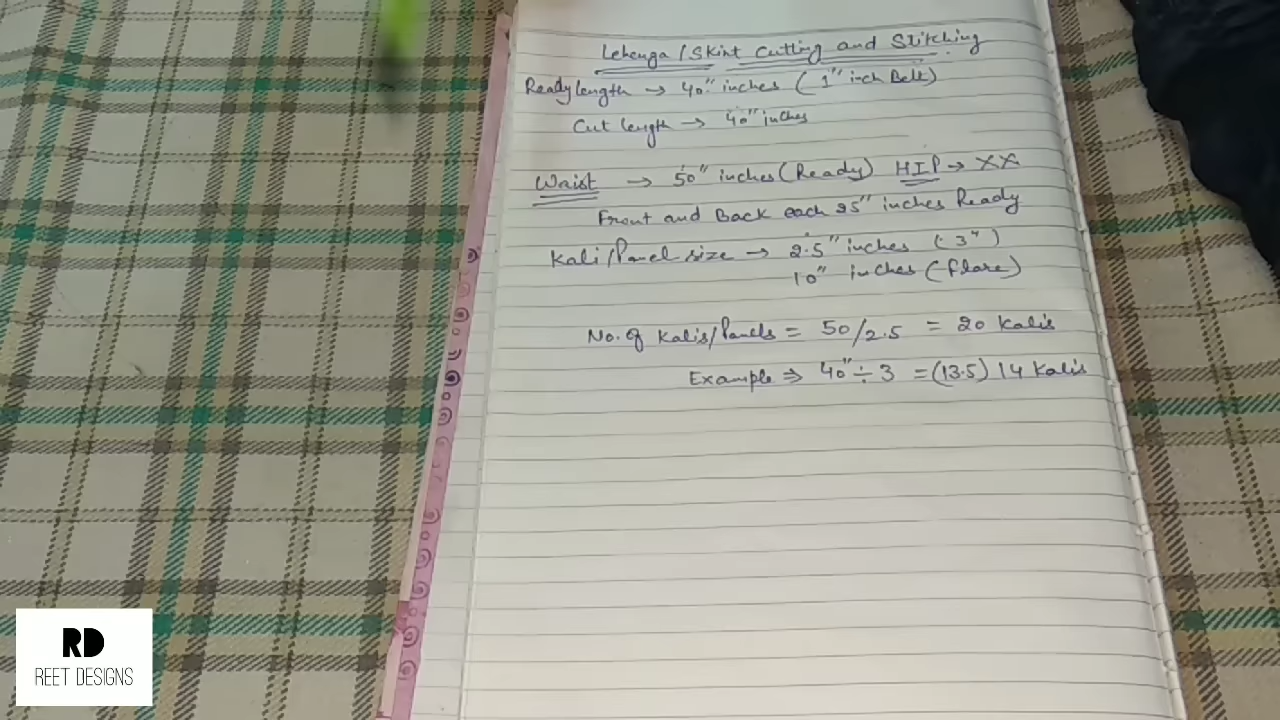 Lehenga/Skirt Cutting and Stitching
Ready length → 40" inches (1" inch Belt)
Cut length → 40" inches
Waist → 50" inches (Ready) HIP → XX
Front and Back each 25" inches Ready
Kali/Panel size → 2.5" inches (3")
10" inches (flare)
No. of Kalis/Panels = 50/2.5 = 20 Kalis
Example ⇒ 40" ÷ 3 = (13.5) 14 Kalis
RD
REET DESIGNS